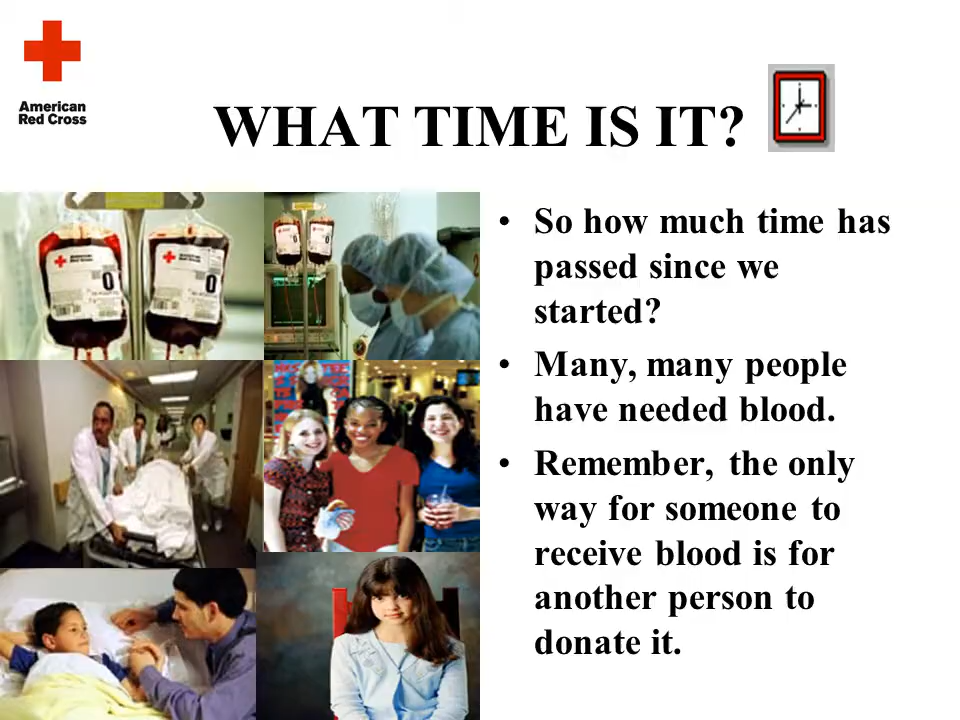 American
Red Cross
WHAT TIME IS IT?
• So how much time has
passed since we
started?
• Many, many people
have needed blood.
• Remember, the only
way for someone to
receive blood is for
another person to
donate it.
O
O